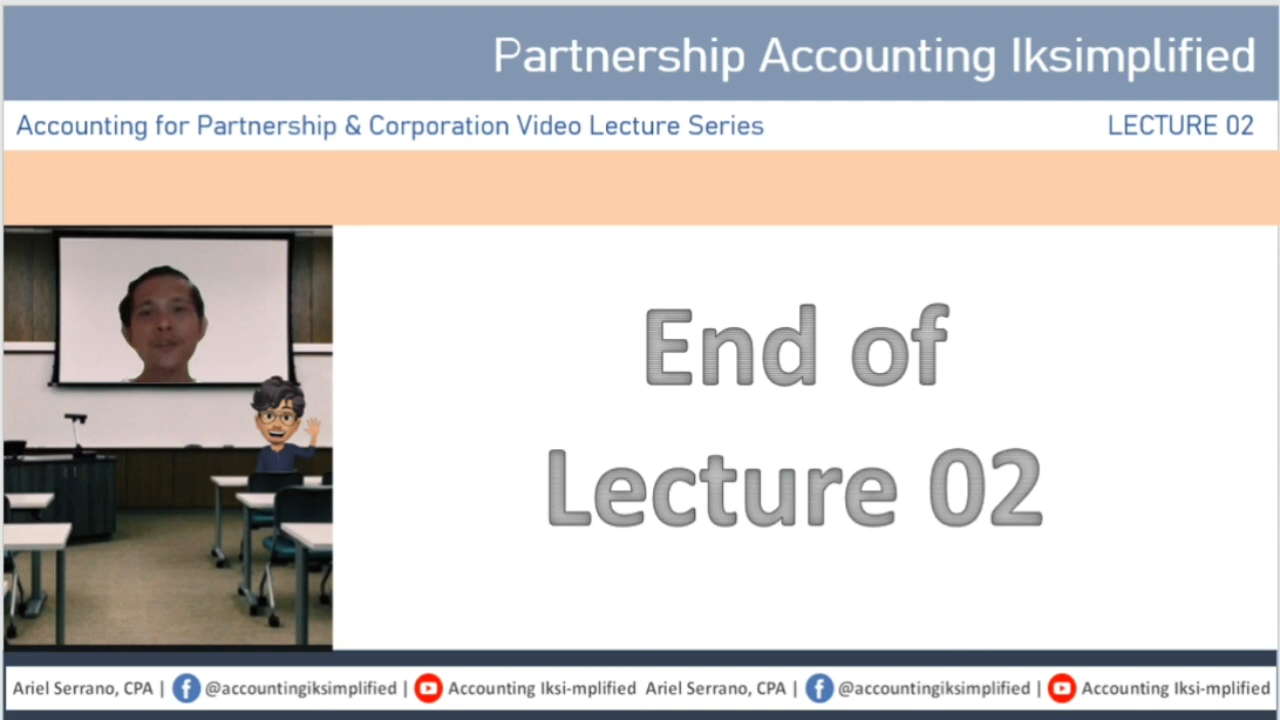 Partnership Accounting Iksimplified
Accounting for Partnership & Corporation Video Lecture Series LECTURE 02
End of
Lecture 02
Ariel Serrano, CPA | @accountingiksimplified | Accounting Iksi-mplified Ariel Serrano, CPA | @accountingiksimplified | Accounting Iksi-mplified